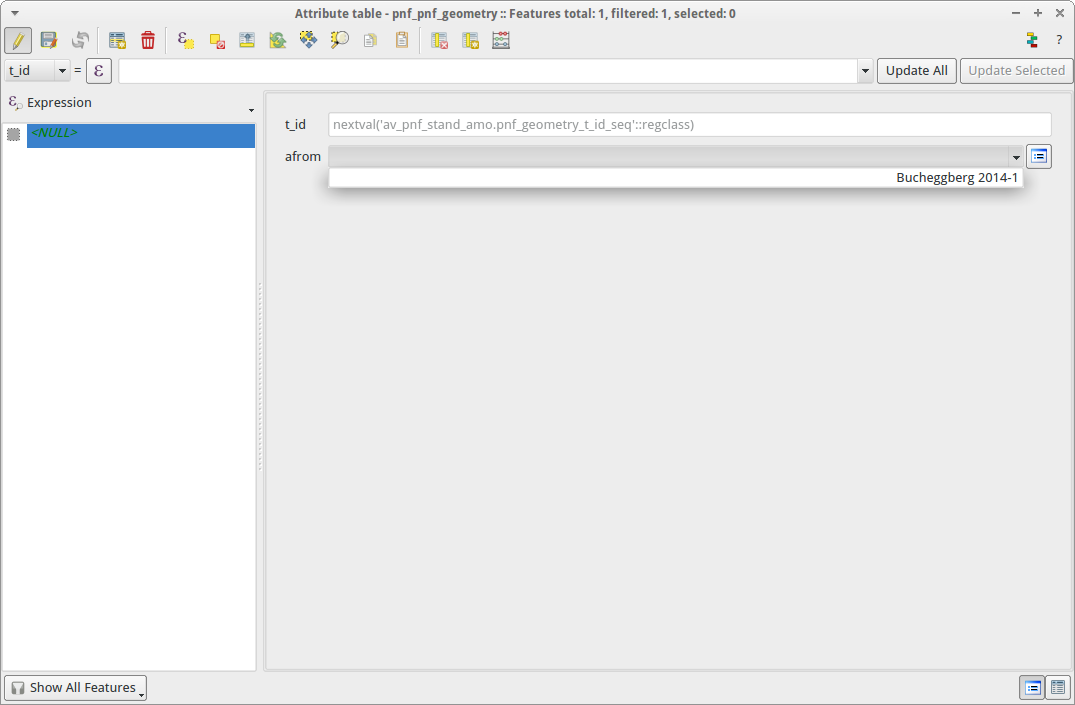 Attribute table - pnf_pnf_geometry :: Features total: 1, filtered: 1, selected: 0
t_id = ε Update All Update Selected
Expression
<NULL>
t_id nextval('av_pnf_stand_amo.pnf_geometry_t_id_seq'::regclass)
afrom
Bucheggberg 2014-1
Show All Features